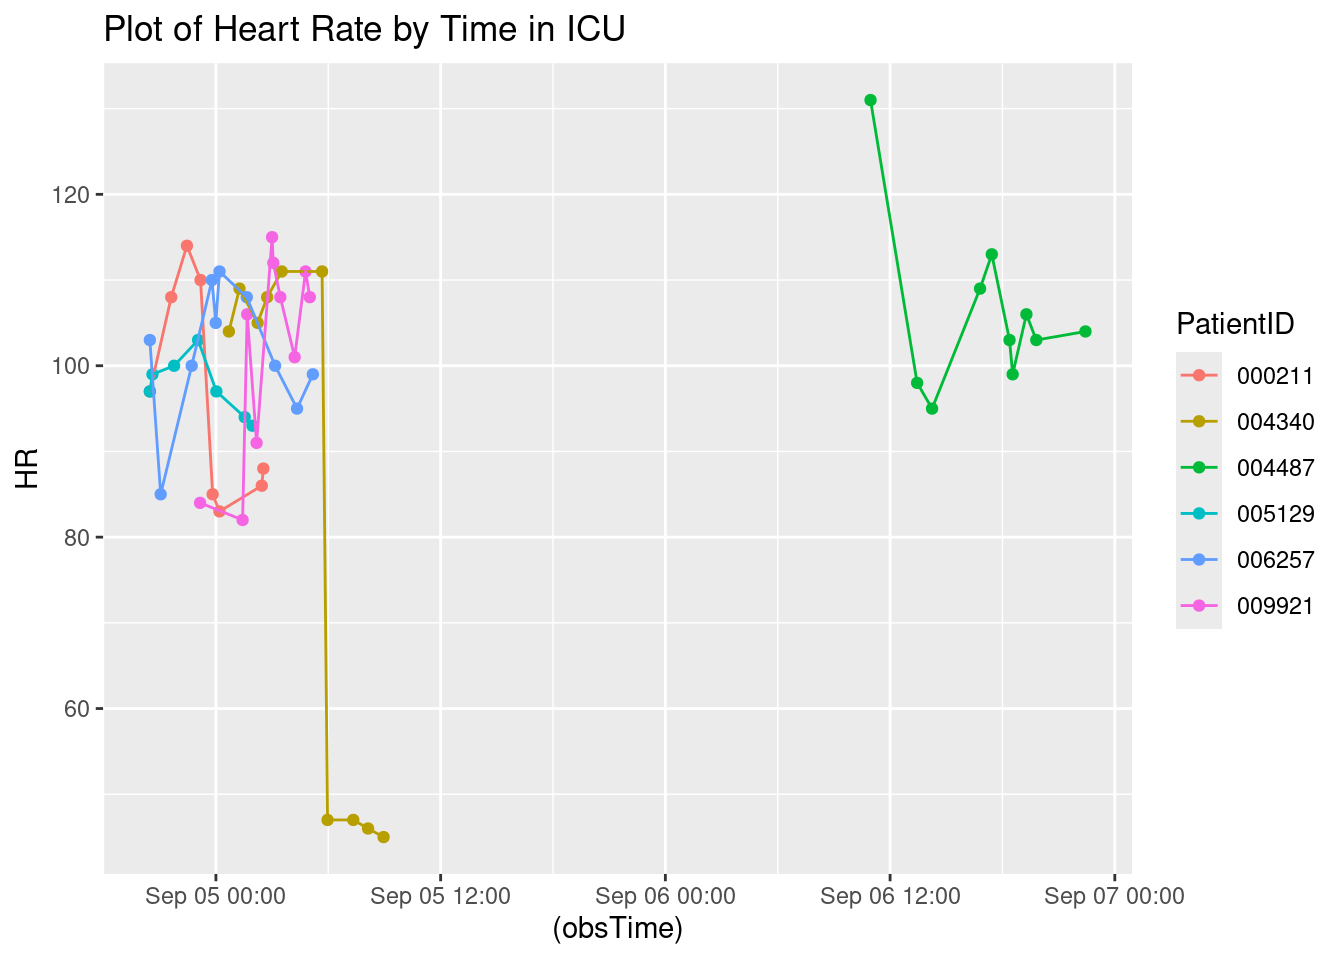 Plot of Heart Rate by Time in ICU
HR
120
100
80
60
Sep 05 00:00
Sep 05 12:00
Sep 06 00:00
Sep 06 12:00
Sep 07 00:00
(obsTime)
PatientID
000211
004340
004487
005129
006257
009921